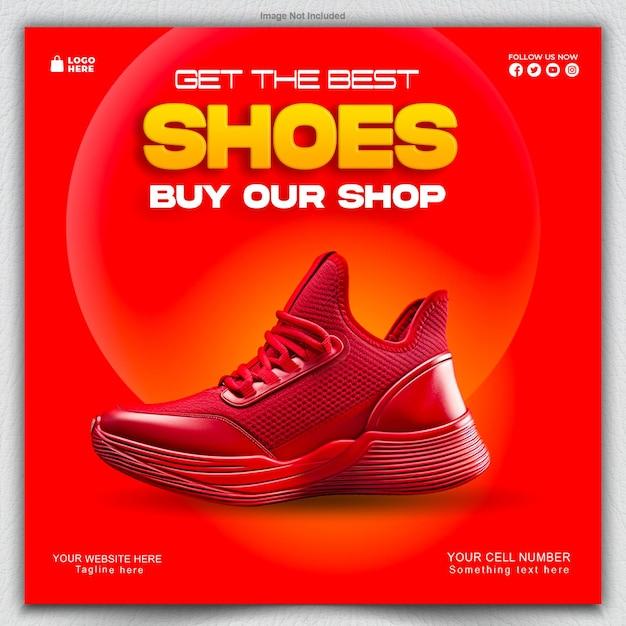 Image Not Included
LOGO
HERE
FOLLOW US NOW
GET THE BEST
SHOES
BUY OUR SHOP
YOUR WEBSITE HERE
Tagline here
YOUR CELL NUMBER
Something text here